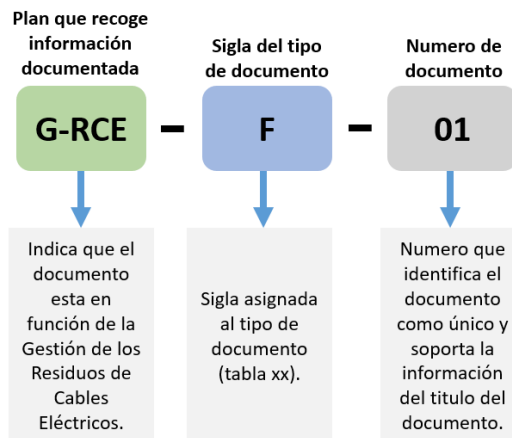 Plan que recoge
información
documentada
Sigla del tipo
de documento
Numero de
documento
G-RCE – F – 01
Indica que el
documento
esta en
función de la
Gestión de los
Residuos de
Cables
Eléctricos.
Sigla asignada
al tipo de
documento
(tabla xx).
Numero que
identifica el
documento
como único y
soporta la
información
del titulo del
documento.